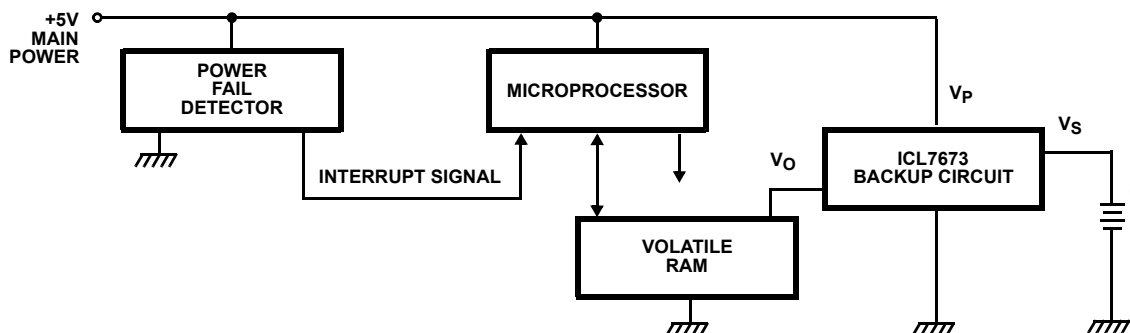 +5V
MAIN
POWER
POWER
FAIL
DETECTOR
MICROPROCESSOR
VP
VS
ICL7673
BACKUP CIRCUIT
VO
INTERRUPT SIGNAL
VOLATILE
RAM